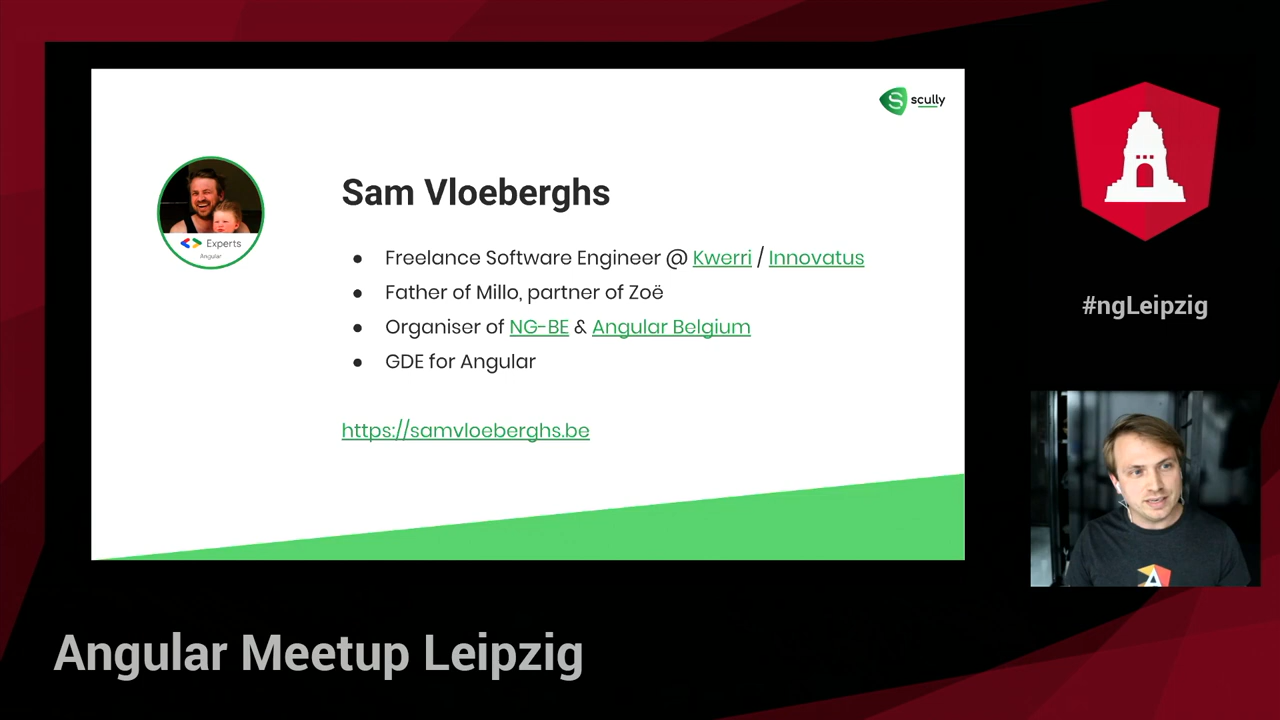 scully
Sam Vloeberghs
Experts
Angular
● Freelance Software Engineer @ Kwerri / Innovatus
● Father of Millo, partner of Zoë
● Organiser of NG-BE & Angular Belgium
● GDE for Angular
https://samvloeberghs.be
#ngLeipzig
Angular Meetup Leipzig